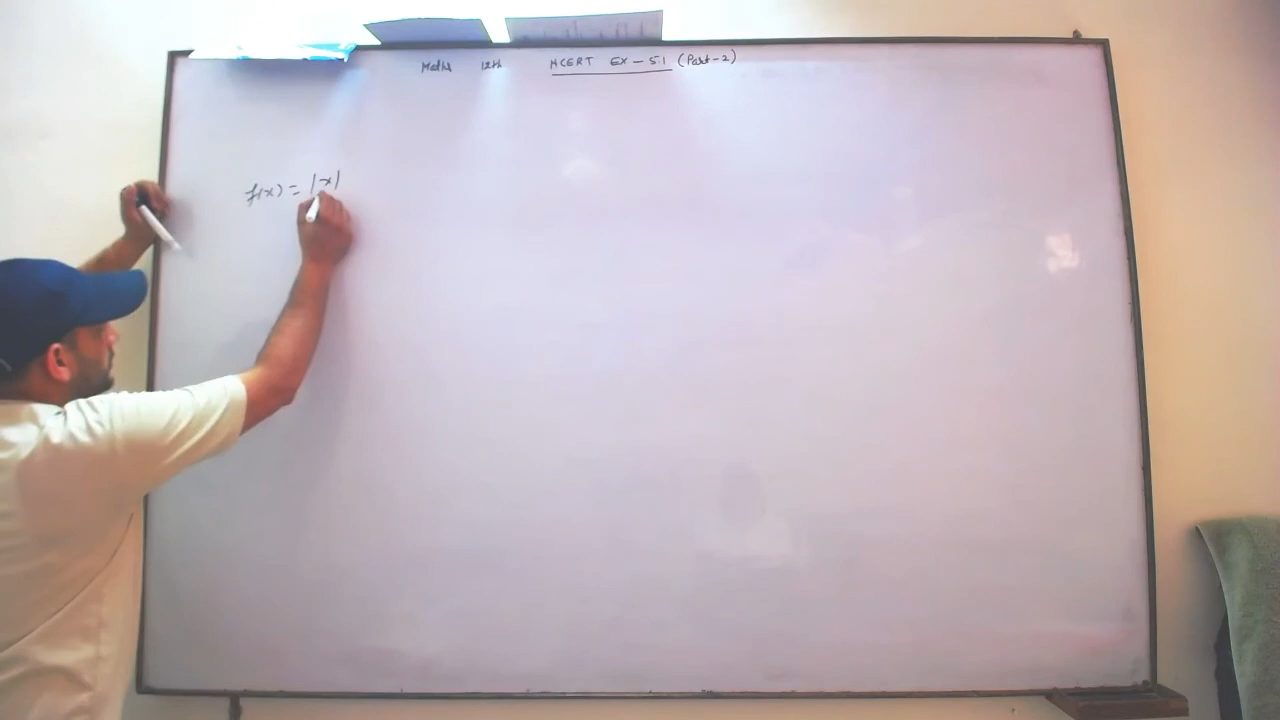 Maths 12th NCERT EX - 5.1 (Part-2)
f(x) = |x|